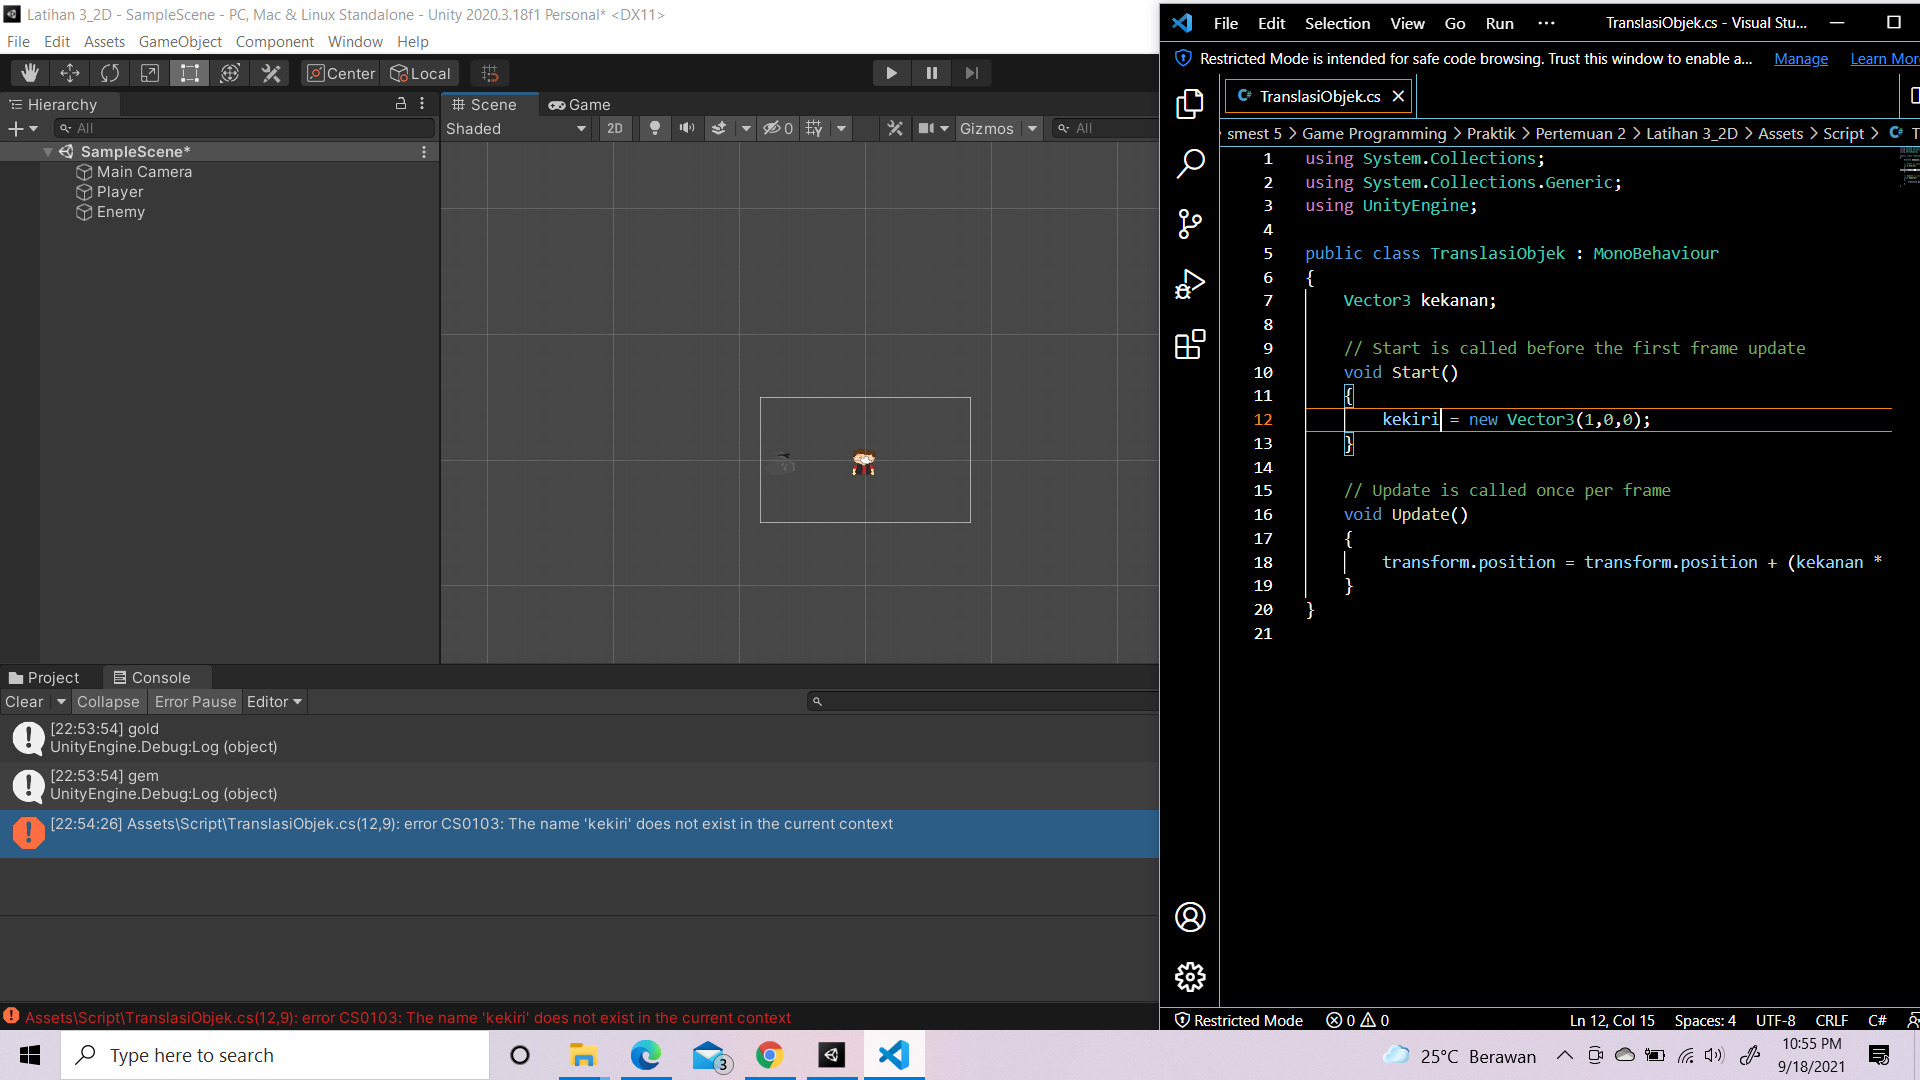 Latihan 3_2D - SampleScene - PC, Mac & Linux Standalone - Unity 2020.3.18f1 Personal* <DX11>
File Edit Assets GameObject Component Window Help
Center Local
Hierarchy
All
SampleScene*
Main Camera
Player
Enemy
Scene Game
Shaded 2D 0 Gizmos All
Project Console
Clear Collapse Error Pause Editor
[22:53:54] gold
UnityEngine.Debug:Log (object)
[22:53:54] gem
UnityEngine.Debug:Log (object)
[22:54:26] Assets\Script\TranslasiObjek.cs(12,9): error CS0103: The name 'kekiri' does not exist in the current context
Assets\Script\TranslasiObjek.cs(12,9): error CS0103: The name 'kekiri' does not exist in the current context
File Edit Selection View Go Run ··· TranslasiObjek.cs - Visual Stu...
Restricted Mode is intended for safe code browsing. Trust this window to enable a... Manage Learn More
C# TranslasiObjek.cs
smest 5 > Game Programming > Praktik > Pertemuan 2 > Latihan 3_2D > Assets > Script > C# T
1 using System.Collections;
2 using System.Collections.Generic;
3 using UnityEngine;
4
5 public class TranslasiObjek : MonoBehaviour
6 {
7 Vector3 kekanan;
8
9 // Start is called before the first frame update
10 void Start()
11 {
12 kekiri = new Vector3(1,0,0);
13 }
14
15 // Update is called once per frame
16 void Update()
17 {
18 transform.position = transform.position + (kekanan *
19 }
20 }
21
Restricted Mode 0 0 Ln 12, Col 15 Spaces: 4 UTF-8 CRLF C#
Type here to search 3 25°C Berawan 10:55 PM
9/18/2021